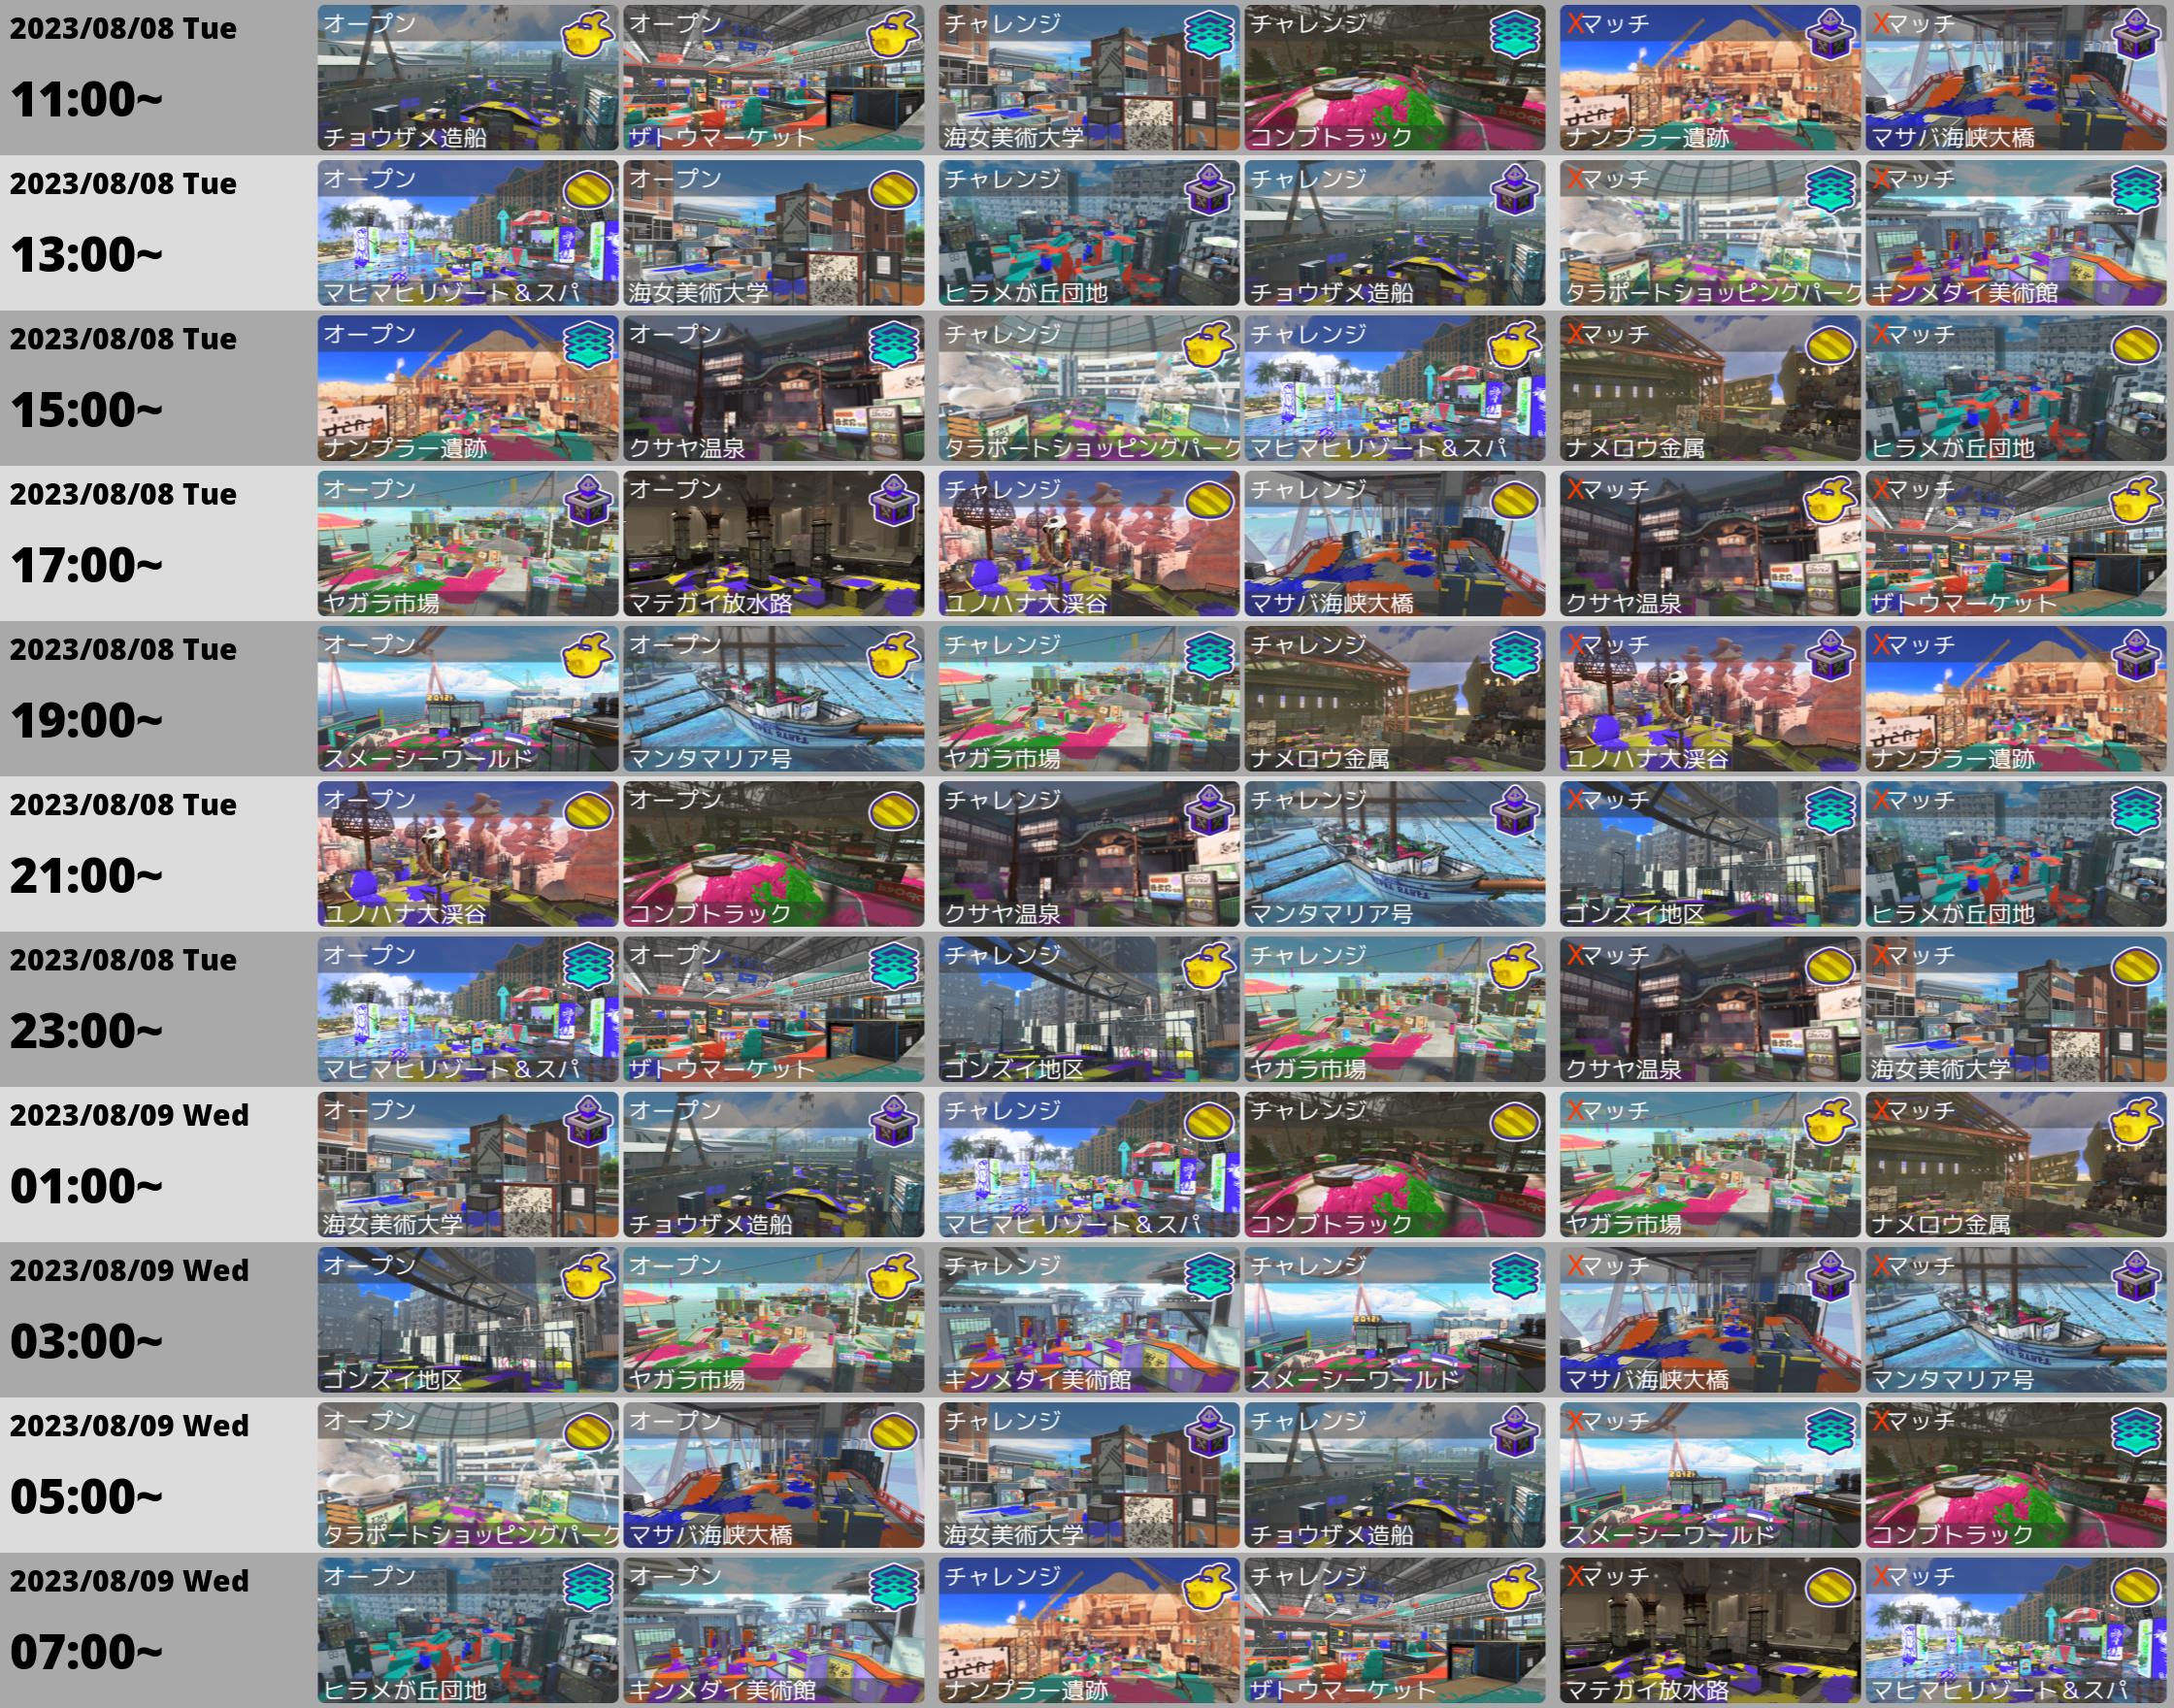 2023/08/08 Tue
11:00~
オープン オープン チャレンジ チャレンジ Xマッチ Xマッチ
チョウザメ造船 ザトウマーケット 海女美術大学 コンブトラック ナンプラー遺跡 マサバ海峡大橋
2023/08/08 Tue
13:00~
オープン オープン チャレンジ チャレンジ Xマッチ Xマッチ
マヒマヒリゾート＆スパ 海女美術大学 ヒラメが丘団地 チョウザメ造船 タラポートショッピングパーク キンメダイ美術館
2023/08/08 Tue
15:00~
オープン オープン チャレンジ チャレンジ Xマッチ Xマッチ
ナンプラー遺跡 クサヤ温泉 タラポートショッピングパーク マヒマヒリゾート＆スパ ナメロウ金属 ヒラメが丘団地
2023/08/08 Tue
17:00~
オープン オープン チャレンジ チャレンジ Xマッチ Xマッチ
ヤガラ市場 マテガイ放水路 ユノハナ大渓谷 マサバ海峡大橋 クサヤ温泉 ザトウマーケット
2023/08/08 Tue
19:00~
オープン オープン チャレンジ チャレンジ Xマッチ Xマッチ
スメーシーワールド マンタマリア号 ヤガラ市場 ナメロウ金属 ユノハナ大渓谷 ナンプラー遺跡
2023/08/08 Tue
21:00~
オープン オープン チャレンジ チャレンジ Xマッチ Xマッチ
ユノハナ大渓谷 コンブトラック クサヤ温泉 マンタマリア号 ゴンズイ地区 ヒラメが丘団地
2023/08/08 Tue
23:00~
オープン オープン チャレンジ チャレンジ Xマッチ Xマッチ
マヒマヒリゾート＆スパ ザトウマーケット ゴンズイ地区 ヤガラ市場 クサヤ温泉 海女美術大学
2023/08/09 Wed
01:00~
オープン オープン チャレンジ チャレンジ Xマッチ Xマッチ
海女美術大学 チョウザメ造船 マヒマヒリゾート＆スパ コンブトラック ヤガラ市場 ナメロウ金属
2023/08/09 Wed
03:00~
オープン オープン チャレンジ チャレンジ Xマッチ Xマッチ
ゴンズイ地区 ヤガラ市場 キンメダイ美術館 スメーシーワールド マサバ海峡大橋 マンタマリア号
2023/08/09 Wed
05:00~
オープン オープン チャレンジ チャレンジ Xマッチ Xマッチ
タラポートショッピングパーク マサバ海峡大橋 海女美術大学 チョウザメ造船 スメーシーワールド コンブトラック
2023/08/09 Wed
07:00~
オープン オープン チャレンジ チャレンジ Xマッチ Xマッチ
ヒラメが丘団地 キンメダイ美術館 ナンプラー遺跡 ザトウマーケット マテガイ放水路 マヒマヒリゾート＆スパ